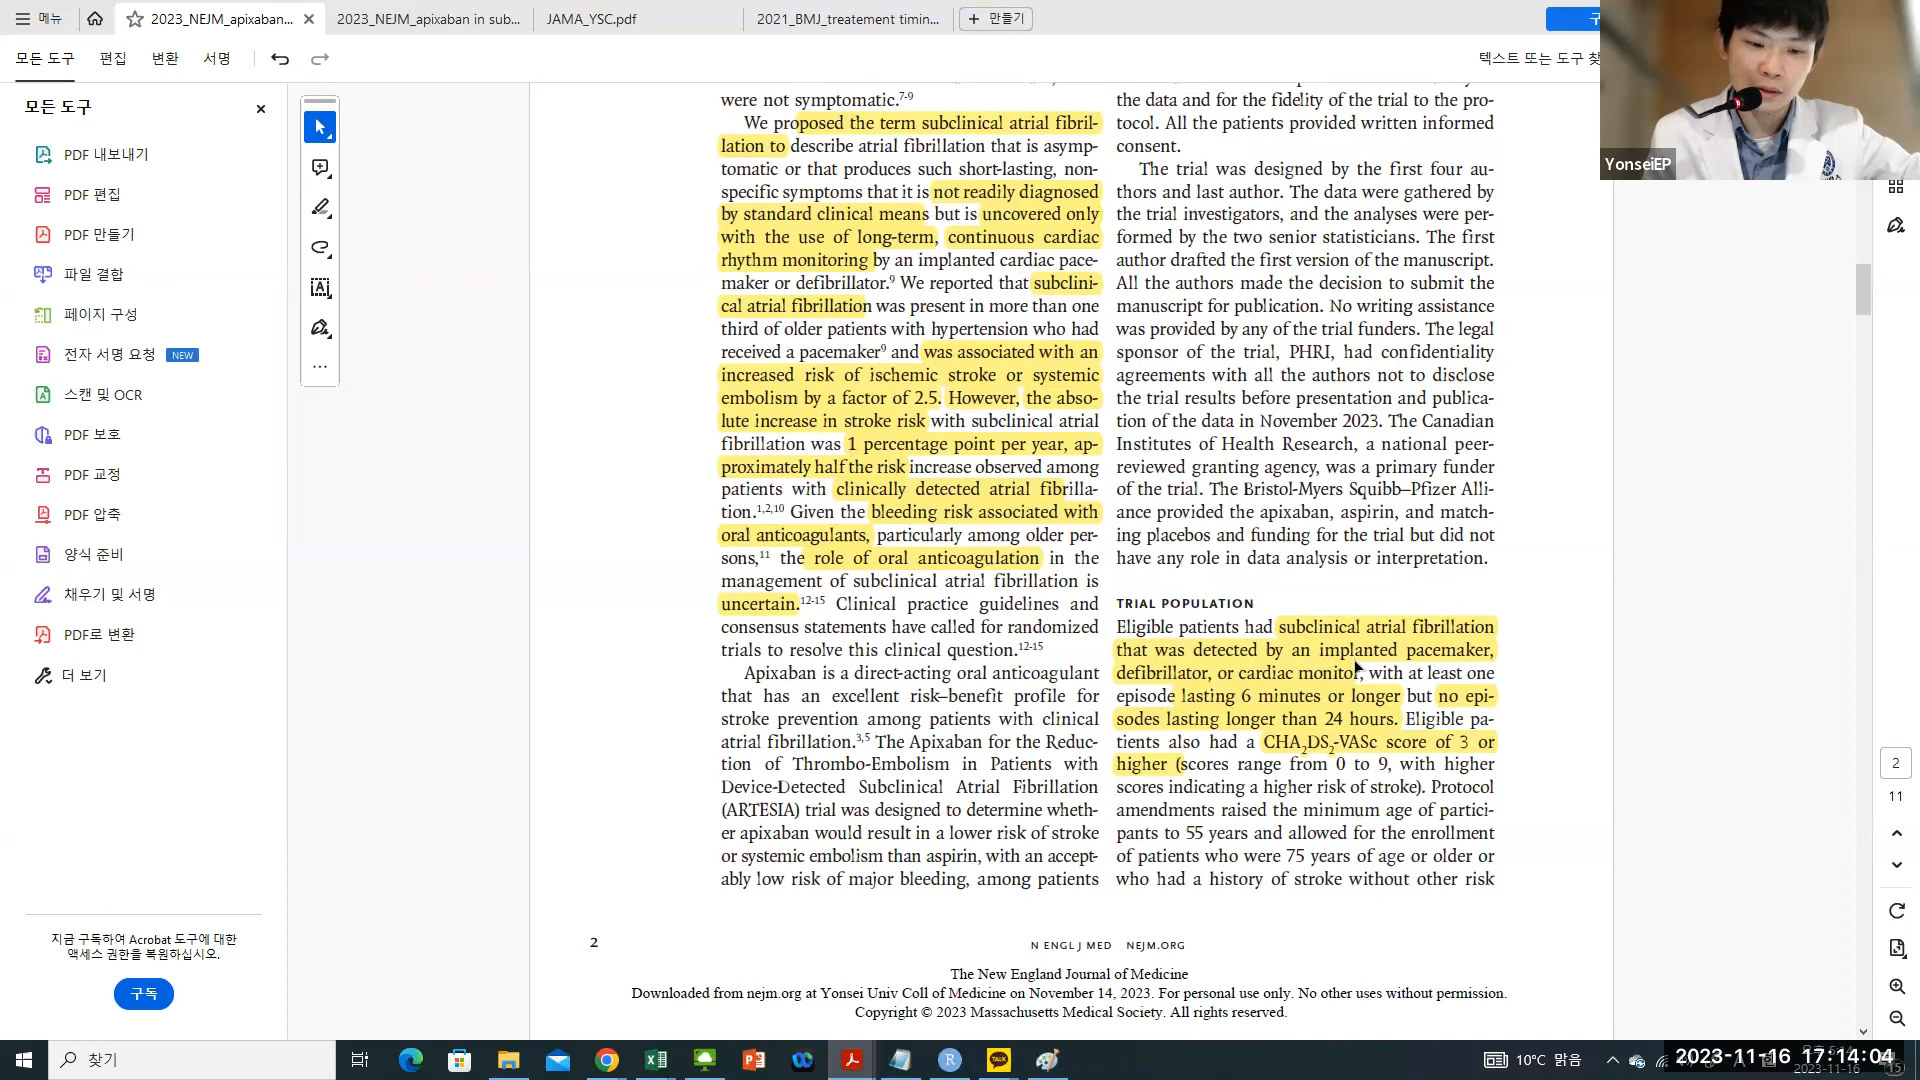 메뉴
2023_NEJM_apixaban...
2023_NEJM_apixaban in sub...
JAMA_YSC.pdf
2021_BMJ_treatement timin...
만들기
모든 도구
편집
변환
서명
텍스트 또는 도구 찾
모든 도구
PDF 내보내기
PDF 편집
PDF 만들기
파일 결합
페이지 구성
전자 서명 요청 NEW
스캔 및 OCR
PDF 보호
PDF 교정
PDF 압축
양식 준비
채우기 및 서명
PDF로 변환
더 보기
지금 구독하여 Acrobat 도구에 대한
액세스 권한을 복원하십시오.
구독
were not symptomatic.7-9
We proposed the term subclinical atrial fibril-
lation to describe atrial fibrillation that is asymp-
tomatic or that produces such short-lasting, non-
specific symptoms that it is not readily diagnosed
by standard clinical means but is uncovered only
with the use of long-term, continuous cardiac
rhythm monitoring by an implanted cardiac pace-
maker or defibrillator.9 We reported that subclini-
cal atrial fibrillation was present in more than one
third of older patients with hypertension who had
received a pacemaker9 and was associated with an
increased risk of ischemic stroke or systemic
embolism by a factor of 2.5. However, the abso-
lute increase in stroke risk with subclinical atrial
fibrillation was 1 percentage point per year, ap-
proximately half the risk increase observed among
patients with clinically detected atrial fibrilla-
tion.1,2,10 Given the bleeding risk associated with
oral anticoagulants, particularly among older per-
sons,11 the role of oral anticoagulation in the
management of subclinical atrial fibrillation is
uncertain.12-15 Clinical practice guidelines and
consensus statements have called for randomized
trials to resolve this clinical question.12-15
Apixaban is a direct-acting oral anticoagulant
that has an excellent risk–benefit profile for
stroke prevention among patients with clinical
atrial fibrillation.3,5 The Apixaban for the Reduc-
tion of Thrombo-Embolism in Patients with
Device-Detected Subclinical Atrial Fibrillation
(ARTESIA) trial was designed to determine wheth-
er apixaban would result in a lower risk of stroke
or systemic embolism than aspirin, with an accept-
ably low risk of major bleeding, among patients
the data and for the fidelity of the trial to the pro-
tocol. All the patients provided written informed
consent.
The trial was designed by the first four au-
thors and last author. The data were gathered by
the trial investigators, and the analyses were per-
formed by the two senior statisticians. The first
author drafted the first version of the manuscript.
All the authors made the decision to submit the
manuscript for publication. No writing assistance
was provided by any of the trial funders. The legal
sponsor of the trial, PHRI, had confidentiality
agreements with all the authors not to disclose
the trial results before presentation and publica-
tion of the data in November 2023. The Canadian
Institutes of Health Research, a national peer-
reviewed granting agency, was a primary funder
of the trial. The Bristol-Myers Squibb–Pfizer Alli-
ance provided the apixaban, aspirin, and match-
ing placebos and funding for the trial but did not
have any role in data analysis or interpretation.
TRIAL POPULATION
Eligible patients had subclinical atrial fibrillation
that was detected by an implanted pacemaker,
defibrillator, or cardiac monitor, with at least one
episode lasting 6 minutes or longer but no epi-
sodes lasting longer than 24 hours. Eligible pa-
tients also had a CHA2DS2-VASc score of 3 or
higher (scores range from 0 to 9, with higher
scores indicating a higher risk of stroke). Protocol
amendments raised the minimum age of partici-
pants to 55 years and allowed for the enrollment
of patients who were 75 years of age or older or
who had a history of stroke without other risk
2
N ENGL J MED NEJM.ORG
The New England Journal of Medicine
Downloaded from nejm.org at Yonsei Univ Coll of Medicine on November 14, 2023. For personal use only. No other uses without permission.
Copyright © 2023 Massachusetts Medical Society. All rights reserved.
YonseiEP
2
11
찾기
TALK
10°C 맑음
2023-11-16 17:14:04
2023-11-16
15